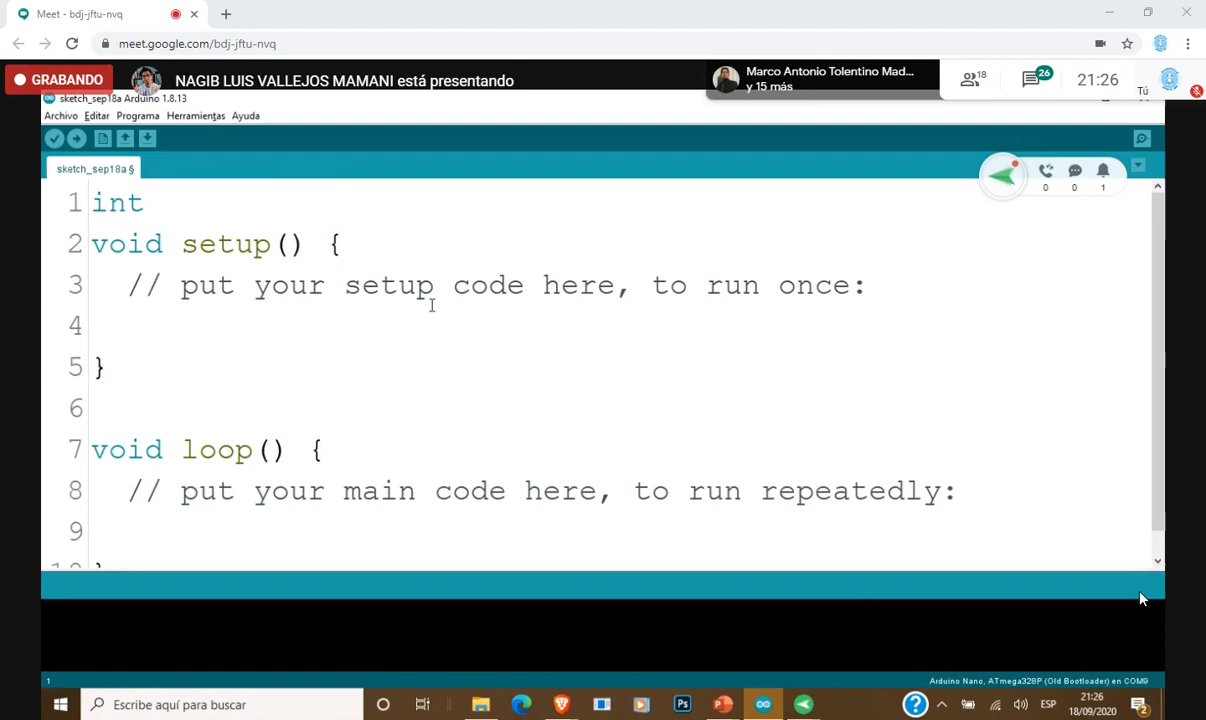 Meet - bdj-jftu-nvq
meet.google.com/bdj-jftu-nvq
GRABANDO
NAGIB LUIS VALLEJOS MAMANI está presentando
Marco Antonio Tolentino Mad...
y 15 más
18
26
21:26
Tú
sketch_sep18a Arduino 1.8.13
Archivo Editar Programa Herramientas Ayuda
sketch_sep18a §
0 0 1
1 int
2 void setup() {
3 // put your setup code here, to run once:
4
5 }
6
7 void loop() {
8 // put your main code here, to run repeatedly:
9
10 }
1
Arduino Nano, ATmega328P (Old Bootloader) en COM9
Escribe aquí para buscar
Ps
ESP
21:26
18/09/2020
2